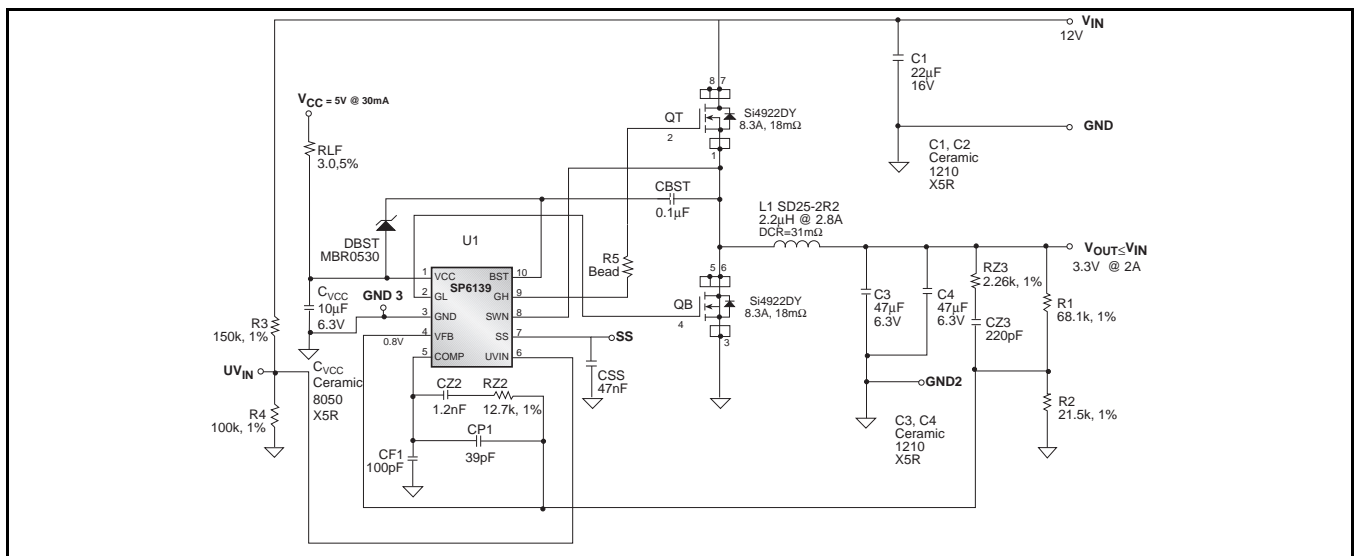 VIN
12V
C1
22μF
16V
VCC = 5V @ 30mA
8 7
QT
Si4922DY
8.3A, 18mΩ
2
GND
RLF
3.0,5%
1
C1, C2
Ceramic
1210
X5R
CBST
0.1μF
L1 SD25-2R2
2.2μH @ 2.8A
DCR=31mΩ
DBST
MBR0530
U1
VOUT≤VIN
3.3V @ 2A
R5
Bead
5 6
RZ3
2.26k, 1%
1 VCC BST 10
2 GL GH 9
3 GND SWN 8
4 VFB SS 7
5 COMP UVIN 6
SP6139
GND 3
CVCC
10μF
6.3V
QB
Si4922DY
8.3A, 18mΩ
4
C3
47μF
6.3V
C4
47μF
6.3V
R1
68.1k, 1%
CZ3
220pF
R3
150k, 1%
0.8V
SS
3
UVIN
CVCC
Ceramic
8050
X5R
CSS
47nF
GND2
R4
100k, 1%
CZ2
1.2nF
RZ2
12.7k, 1%
R2
21.5k, 1%
CP1
39pF
C3, C4
Ceramic
1210
X5R
CF1
100pF